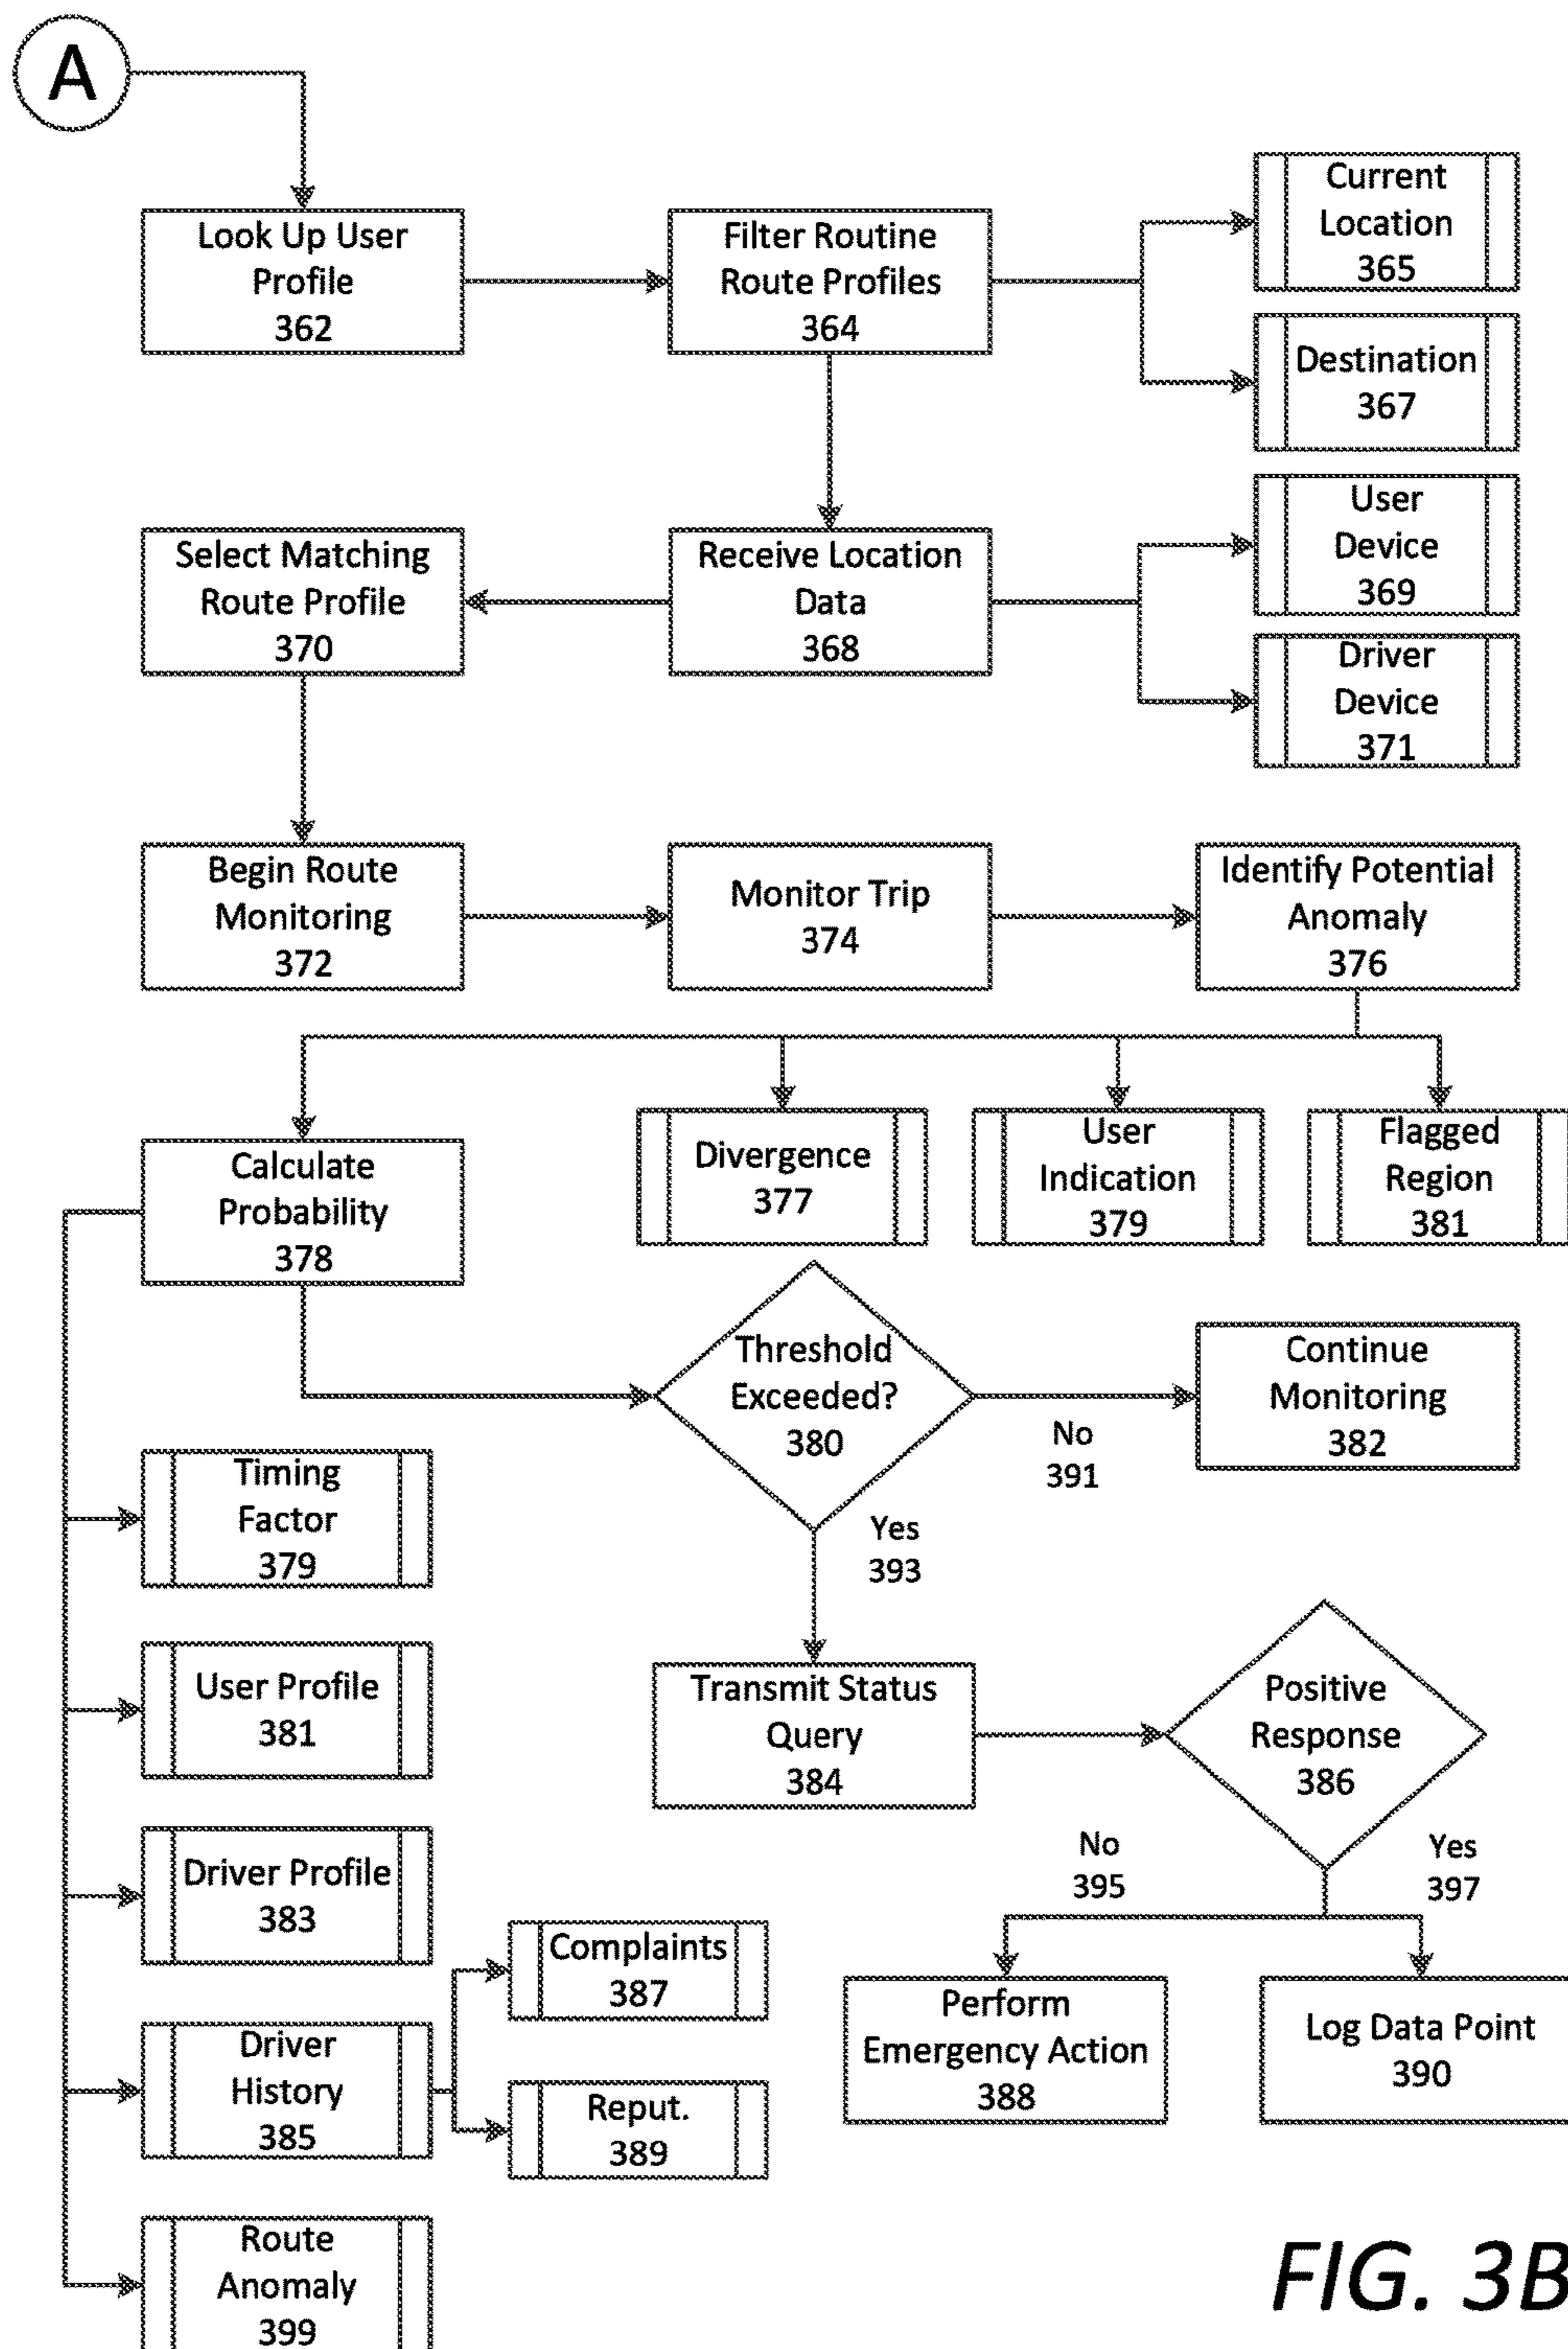 A
Look Up User
Profile
362
Filter Routine
Route Profiles
364
Current
Location
365
Destination
367
Select Matching
Route Profile
370
Receive Location
Data
368
User
Device
369
Driver
Device
371
Begin Route
Monitoring
372
Monitor Trip
374
Identify Potential
Anomaly
376
Calculate
Probability
378
Divergence
377
User
Indication
379
Flagged
Region
381
Threshold
Exceeded?
380
No
391
Continue
Monitoring
382
Yes
393
Timing
Factor
379
User Profile
381
Transmit Status
Query
384
Positive
Response
386
No
395
Yes
397
Driver Profile
383
Driver
History
385
Complaints
387
Reput.
389
Perform
Emergency Action
388
Log Data Point
390
Route
Anomaly
399
FIG. 3B